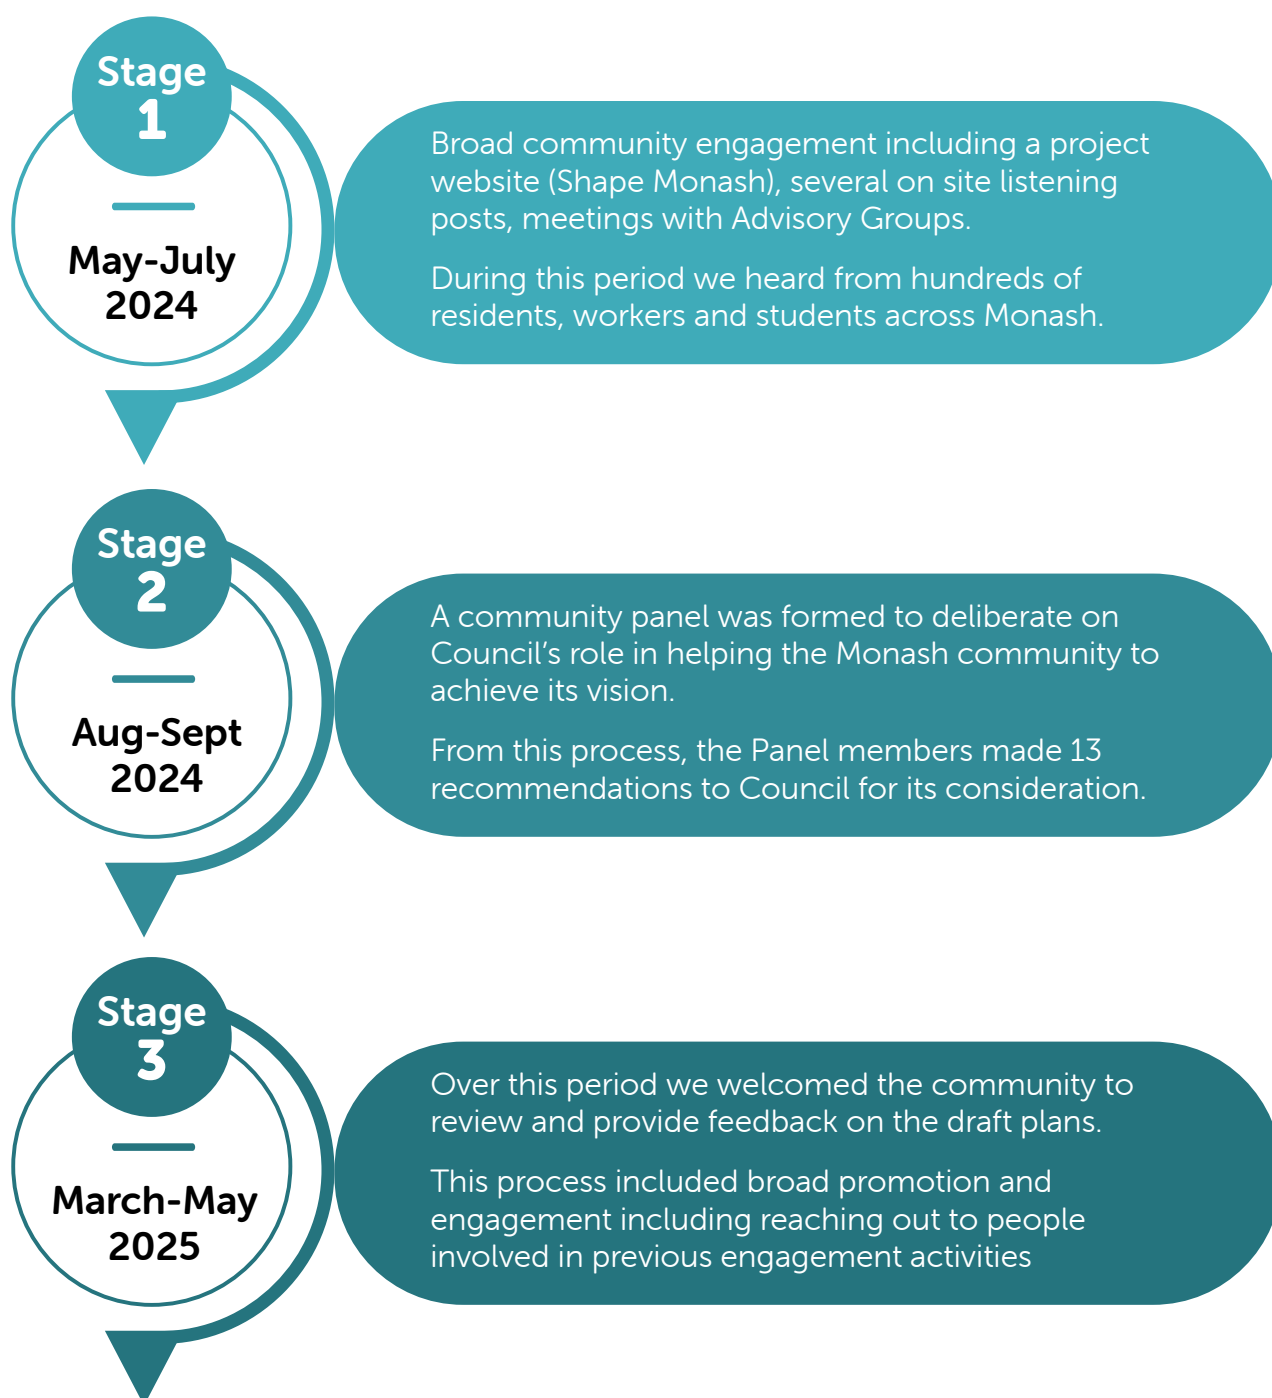 Stage
1
May-July
2024
Broad community engagement including a project
website (Shape Monash), several on site listening
posts, meetings with Advisory Groups.
During this period we heard from hundreds of
residents, workers and students across Monash.
Stage
2
Aug-Sept
2024
A community panel was formed to deliberate on
Council’s role in helping the Monash community to
achieve its vision.
From this process, the Panel members made 13
recommendations to Council for its consideration.
Stage
3
March-May
2025
Over this period we welcomed the community to
review and provide feedback on the draft plans.
This process included broad promotion and
engagement including reaching out to people
involved in previous engagement activities